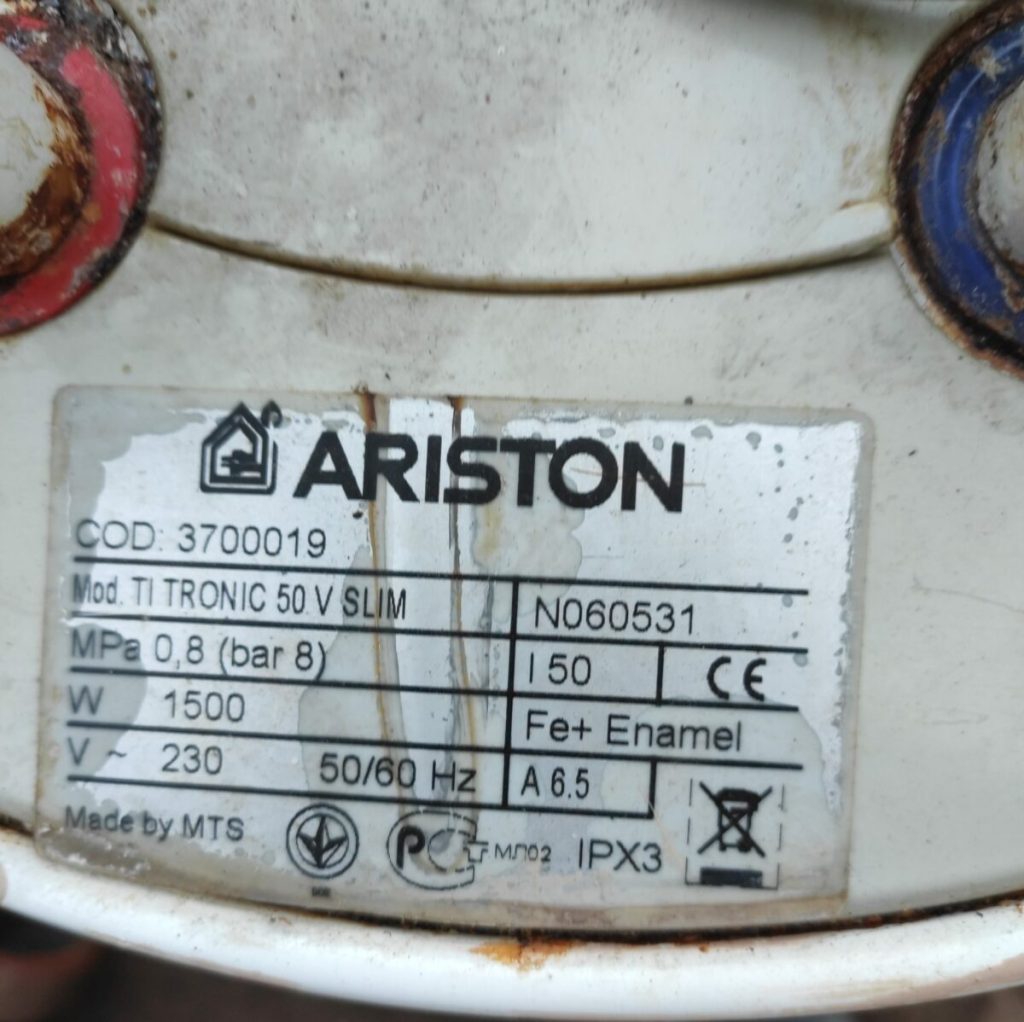 ARISTON
COD: 3700019
Mod. TI TRONIC 50 V SLIM
N060531
MPa 0,8 (bar 8)
l 50
CE
W 1500
Fe+ Enamel
V ~ 230 50/60 Hz
A 6.5
Made by MTS
PC
МЛ02
IPX3